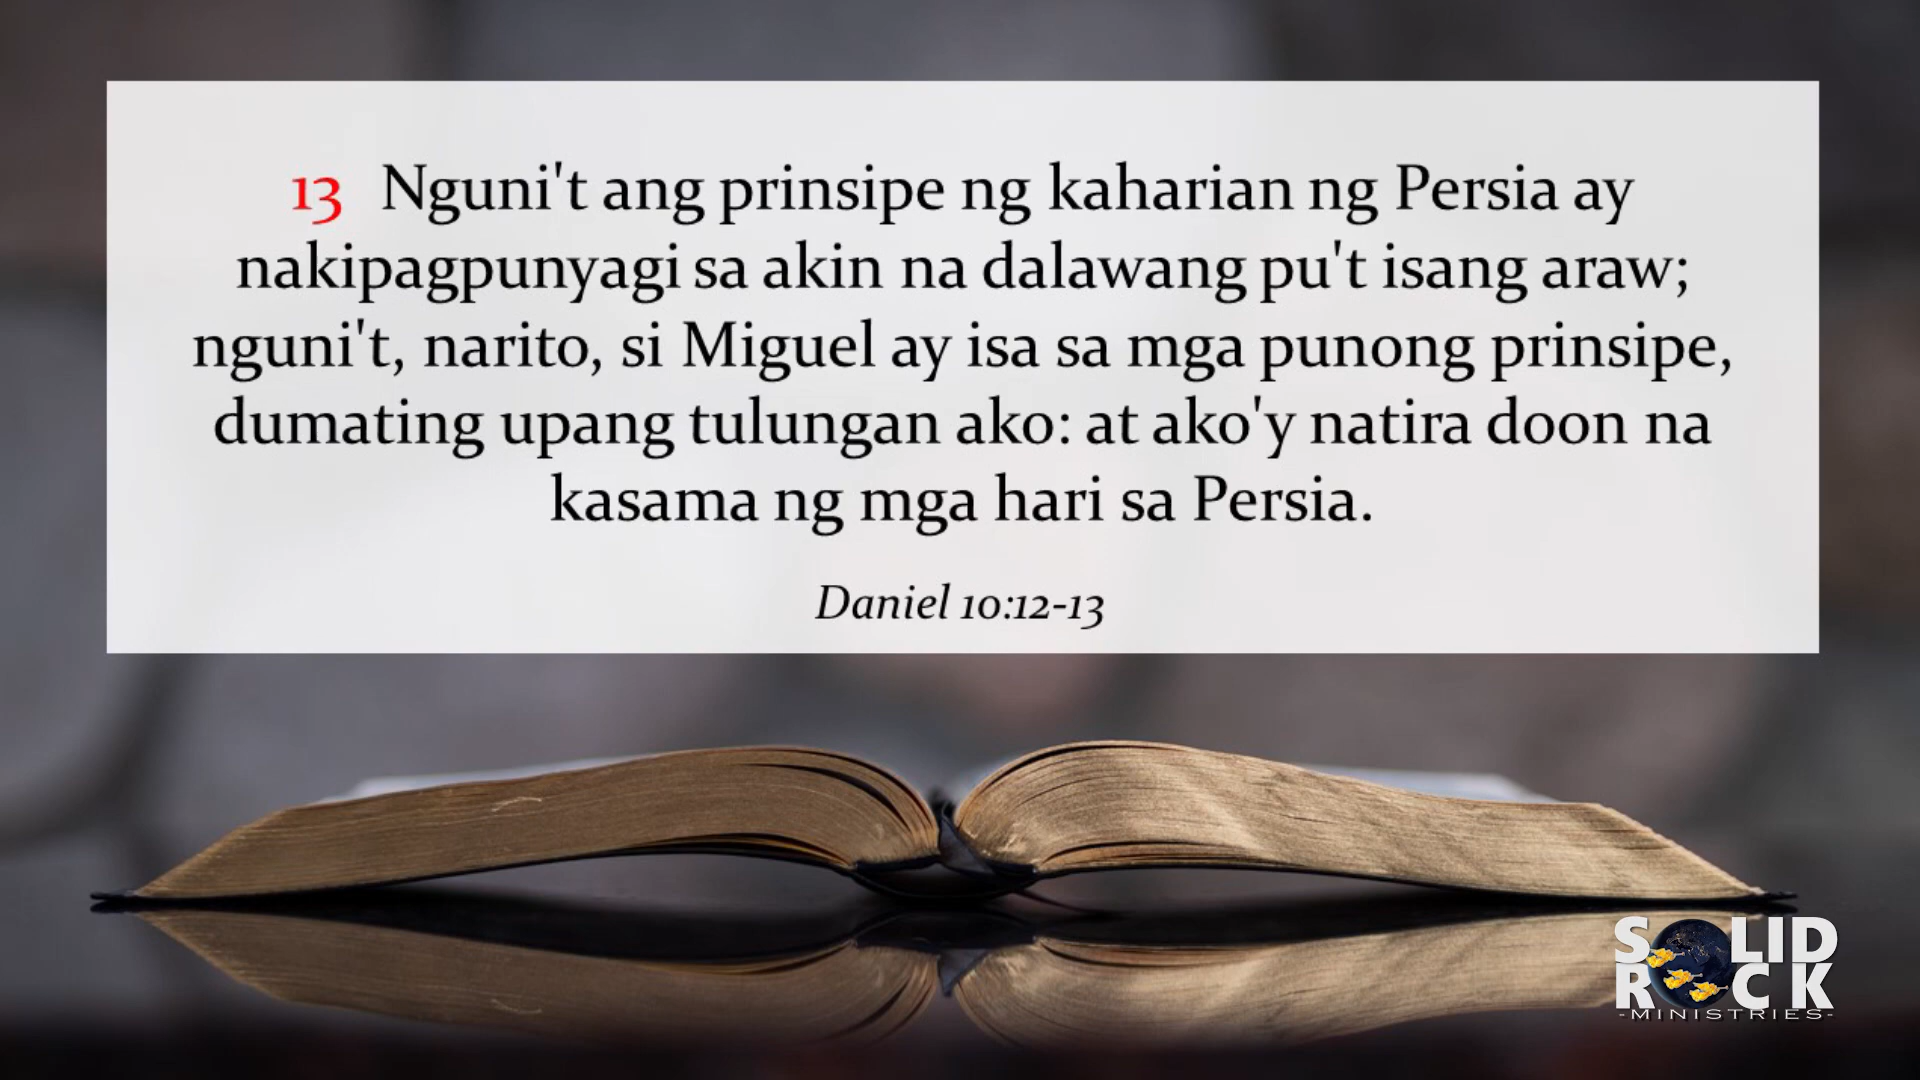 13 Nguni't ang prinsipe ng kaharian ng Persia ay
nakipagpunyagi sa akin na dalawang pu't isang araw;
nguni't, narito, si Miguel ay isa sa mga punong prinsipe,
dumating upang tulungan ako: at ako'y natira doon na
kasama ng mga hari sa Persia.
Daniel 10:12-13
SOLID
ROCK
-MINISTRIES-